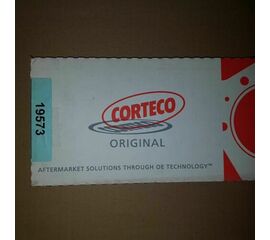 19573
CORTECO
ORIGINAL
AFTERMARKET SOLUTIONS THROUGH OE TECHNOLOGY™